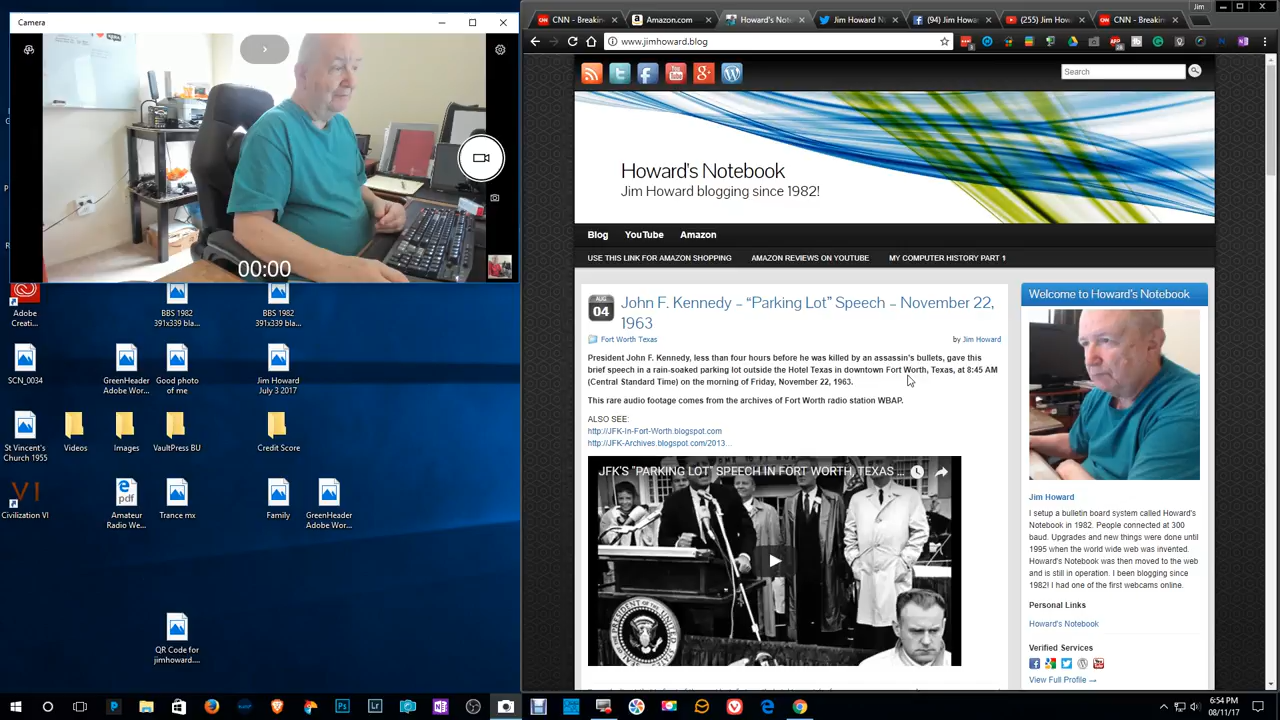 Camera
00:00
Adobe
Creati...
BBS 1982
391x339 bla...
BBS 1982
391x339 bla...
SCN_0034
GreenHeader
Adobe Wor...
Good photo
of me
Jim Howard
July 3 2017
St Vincent's
Church 1955
Videos
Images
VaultPress BU
Credit Score
Civilization VI
Amateur
Radio We...
Trance mx
Family
GreenHeader
Adobe Wor...
QR Code for
jimhoward....
Jim
CNN - Breakin
Amazon.com
Howard's Note
Jim Howard N
(94) Jim Howar
(255) Jim Howa
CNN - Breakin
www.jimhoward.blog
Search
Howard's Notebook
Jim Howard blogging since 1982!
Blog YouTube Amazon
USE THIS LINK FOR AMAZON SHOPPING AMAZON REVIEWS ON YOUTUBE MY COMPUTER HISTORY PART 1
AUG
04
John F. Kennedy – “Parking Lot” Speech – November 22,
1963
Fort Worth Texas
by Jim Howard
President John F. Kennedy, less than four hours before he was killed by an assassin's bullets, gave this
brief speech in a rain-soaked parking lot outside the Hotel Texas in downtown Fort Worth, Texas, at 8:45 AM
(Central Standard Time) on the morning of Friday, November 22, 1963.
This rare audio footage comes from the archives of Fort Worth radio station WBAP.
ALSO SEE:
http://JFK-In-Fort-Worth.blogspot.com
http://JFK-Archives.blogspot.com/2013...
JFK'S "PARKING LOT" SPEECH IN FORT WORTH, TEXAS ...
Welcome to Howard's Notebook
Jim Howard
I setup a bulletin board system called Howard's
Notebook in 1982. People connected at 300
baud. Upgrades and new things were done until
1995 when the world wide web was invented.
Howard's Notebook was then moved to the web
and is still in operation. I been blogging since
1982! I had one of the first webcams online.
Personal Links
Howard's Notebook
Verified Services
View Full Profile →
6:54 PM
08/11/17